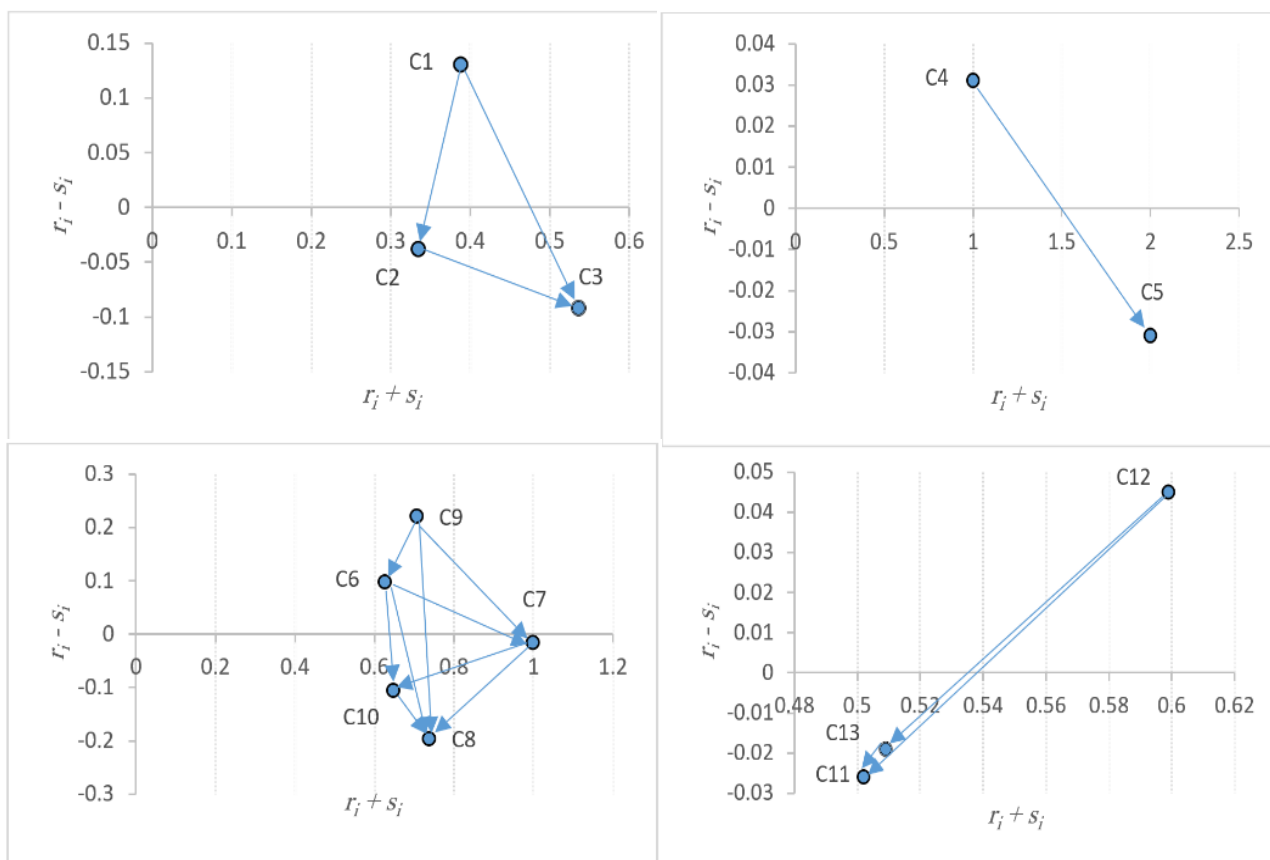 0.15
C1
0.1
0.05
0
0 0.1 0.2 0.3 0.4 0.5 0.6
-0.05
C2
C3
-0.1
-0.15
ri - si
ri + si
0.04
C4
0.03
0.02
0.01
0
0 0.5 1 1.5 2 2.5
-0.01
-0.02
C5
-0.03
-0.04
ri - si
ri + si
0.3
C9
0.2
0.1
C6
C7
0
0 0.2 0.4 0.6 0.8 1 1.2
-0.1
C10
C8
-0.2
-0.3
ri - si
ri + si
0.05
C12
0.04
0.03
0.02
0.01
0
0.48 0.5 0.52 0.54 0.56 0.58 0.6 0.62
-0.01
C13
-0.02
C11
-0.03
ri - si
ri + si